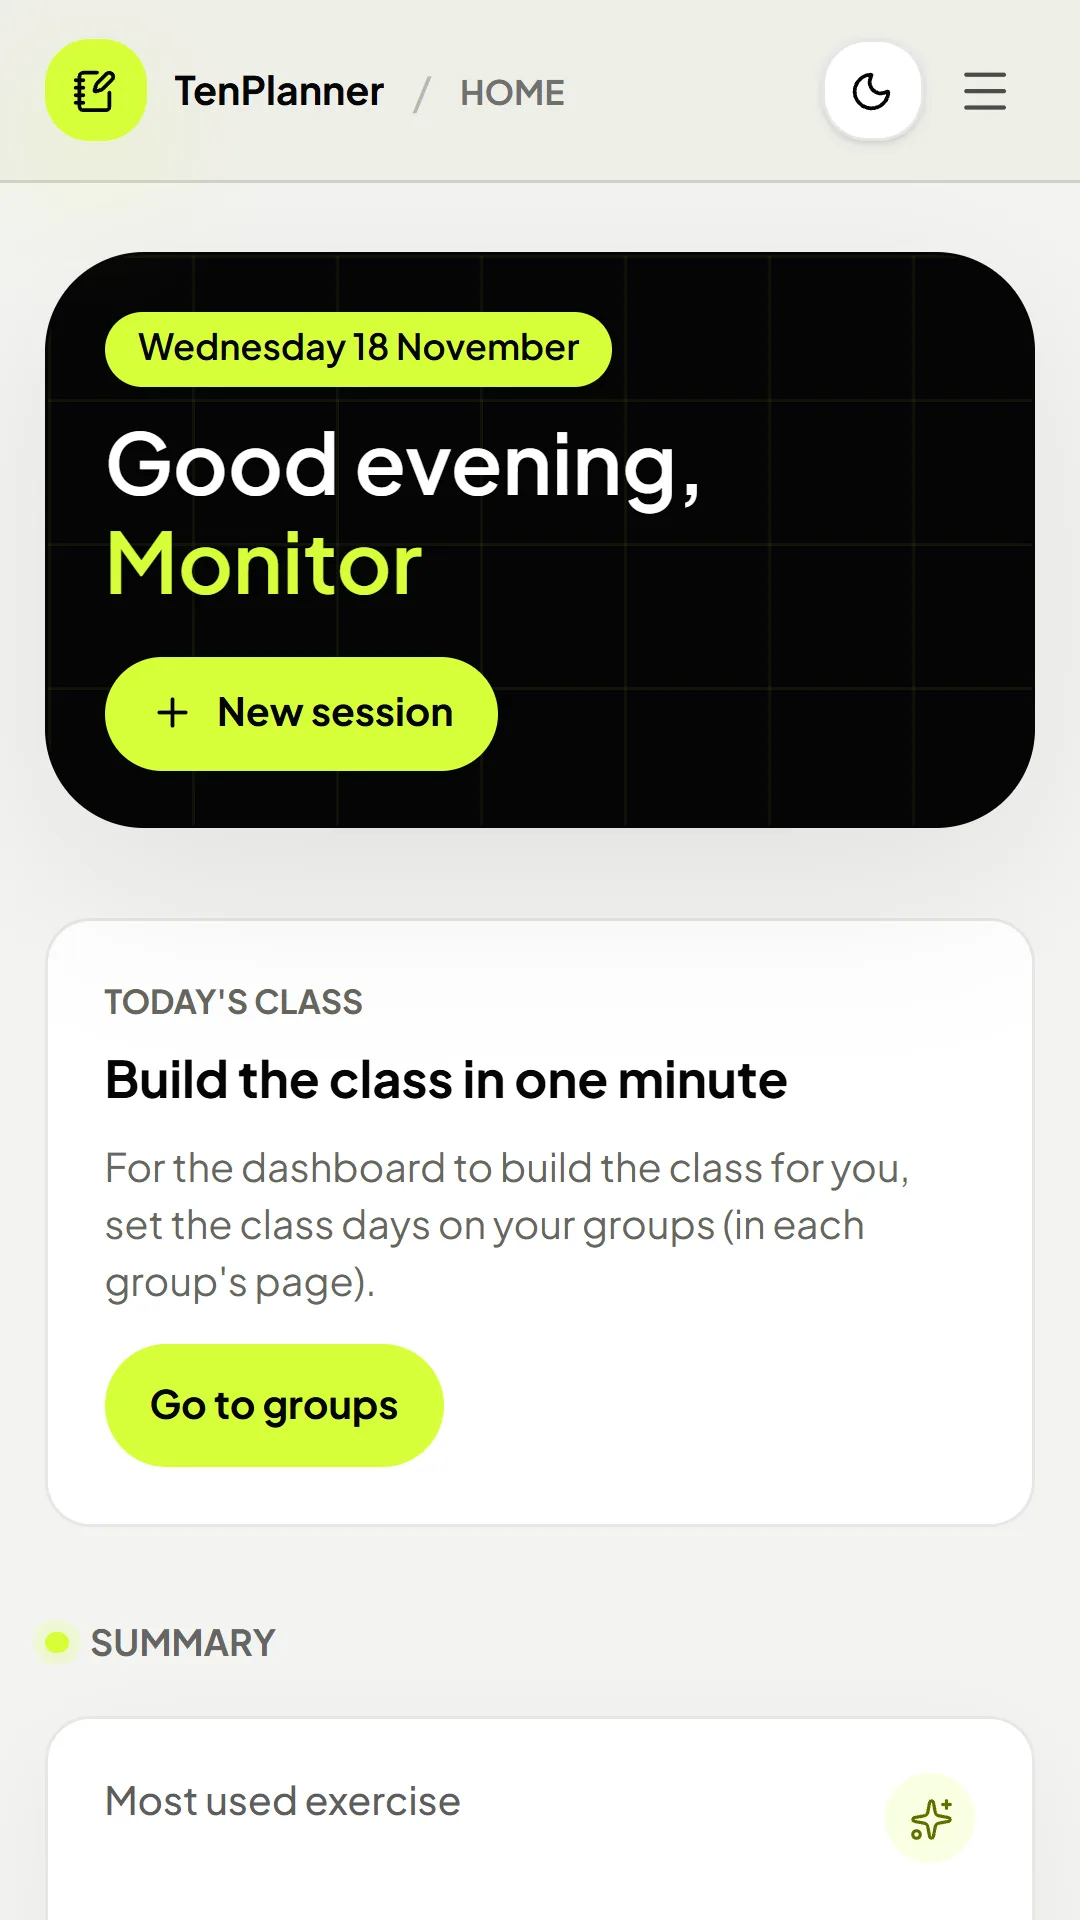 TenPlanner / HOME
Wednesday 18 November
Good evening,
Monitor
+ New session
TODAY'S CLASS
Build the class in one minute
For the dashboard to build the class for you,
set the class days on your groups (in each
group's page).
Go to groups
SUMMARY
Most used exercise